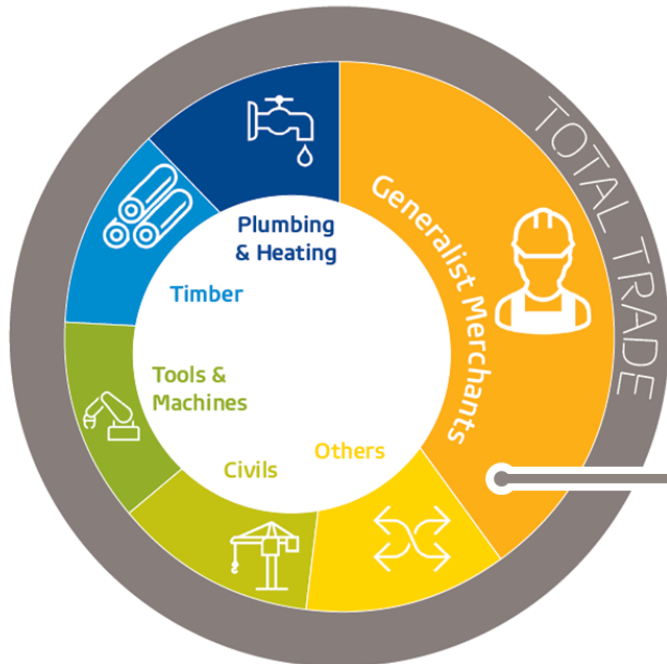 TOTAL TRADE
Generalist Merchants
Plumbing
& Heating
Timber
Tools &
Machines
Civils
Others